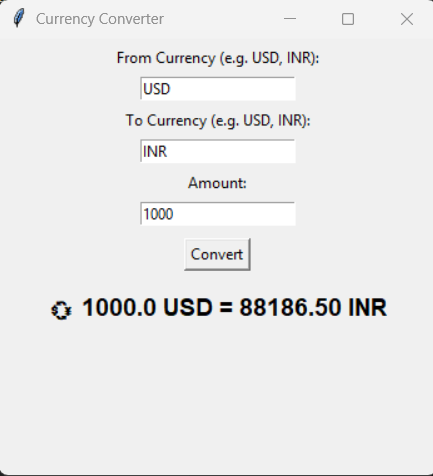 Currency Converter
From Currency (e.g. USD, INR):
USD
To Currency (e.g. USD, INR):
INR
Amount:
1000
Convert
💱 1000.0 USD = 88186.50 INR